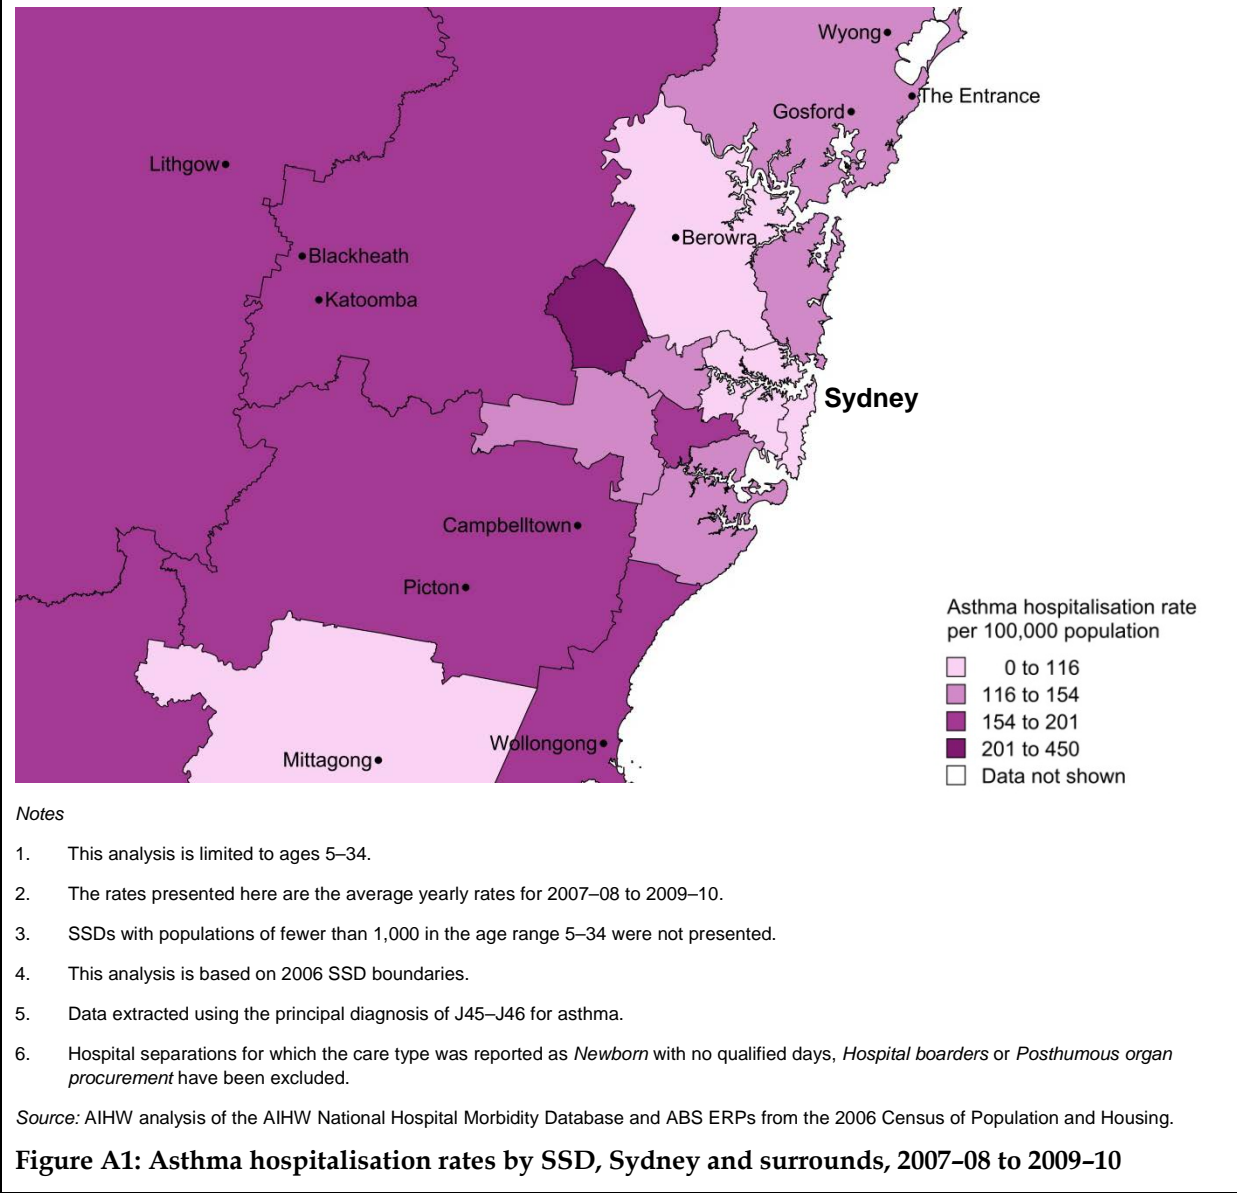 Wyong
The Entrance
Gosford
Lithgow
Berowra
Blackheath
Katoomba
Sydney
Campbelltown
Picton
Wollongong
Mittagong
Asthma hospitalisation rate
per 100,000 population
0 to 116
116 to 154
154 to 201
201 to 450
Data not shown
Notes
1. This analysis is limited to ages 5–34.
2. The rates presented here are the average yearly rates for 2007–08 to 2009–10.
3. SSDs with populations of fewer than 1,000 in the age range 5–34 were not presented.
4. This analysis is based on 2006 SSD boundaries.
5. Data extracted using the principal diagnosis of J45–J46 for asthma.
6. Hospital separations for which the care type was reported as Newborn with no qualified days, Hospital boarders or Posthumous organ
procurement have been excluded.
Source: AIHW analysis of the AIHW National Hospital Morbidity Database and ABS ERPs from the 2006 Census of Population and Housing.
Figure A1: Asthma hospitalisation rates by SSD, Sydney and surrounds, 2007–08 to 2009–10